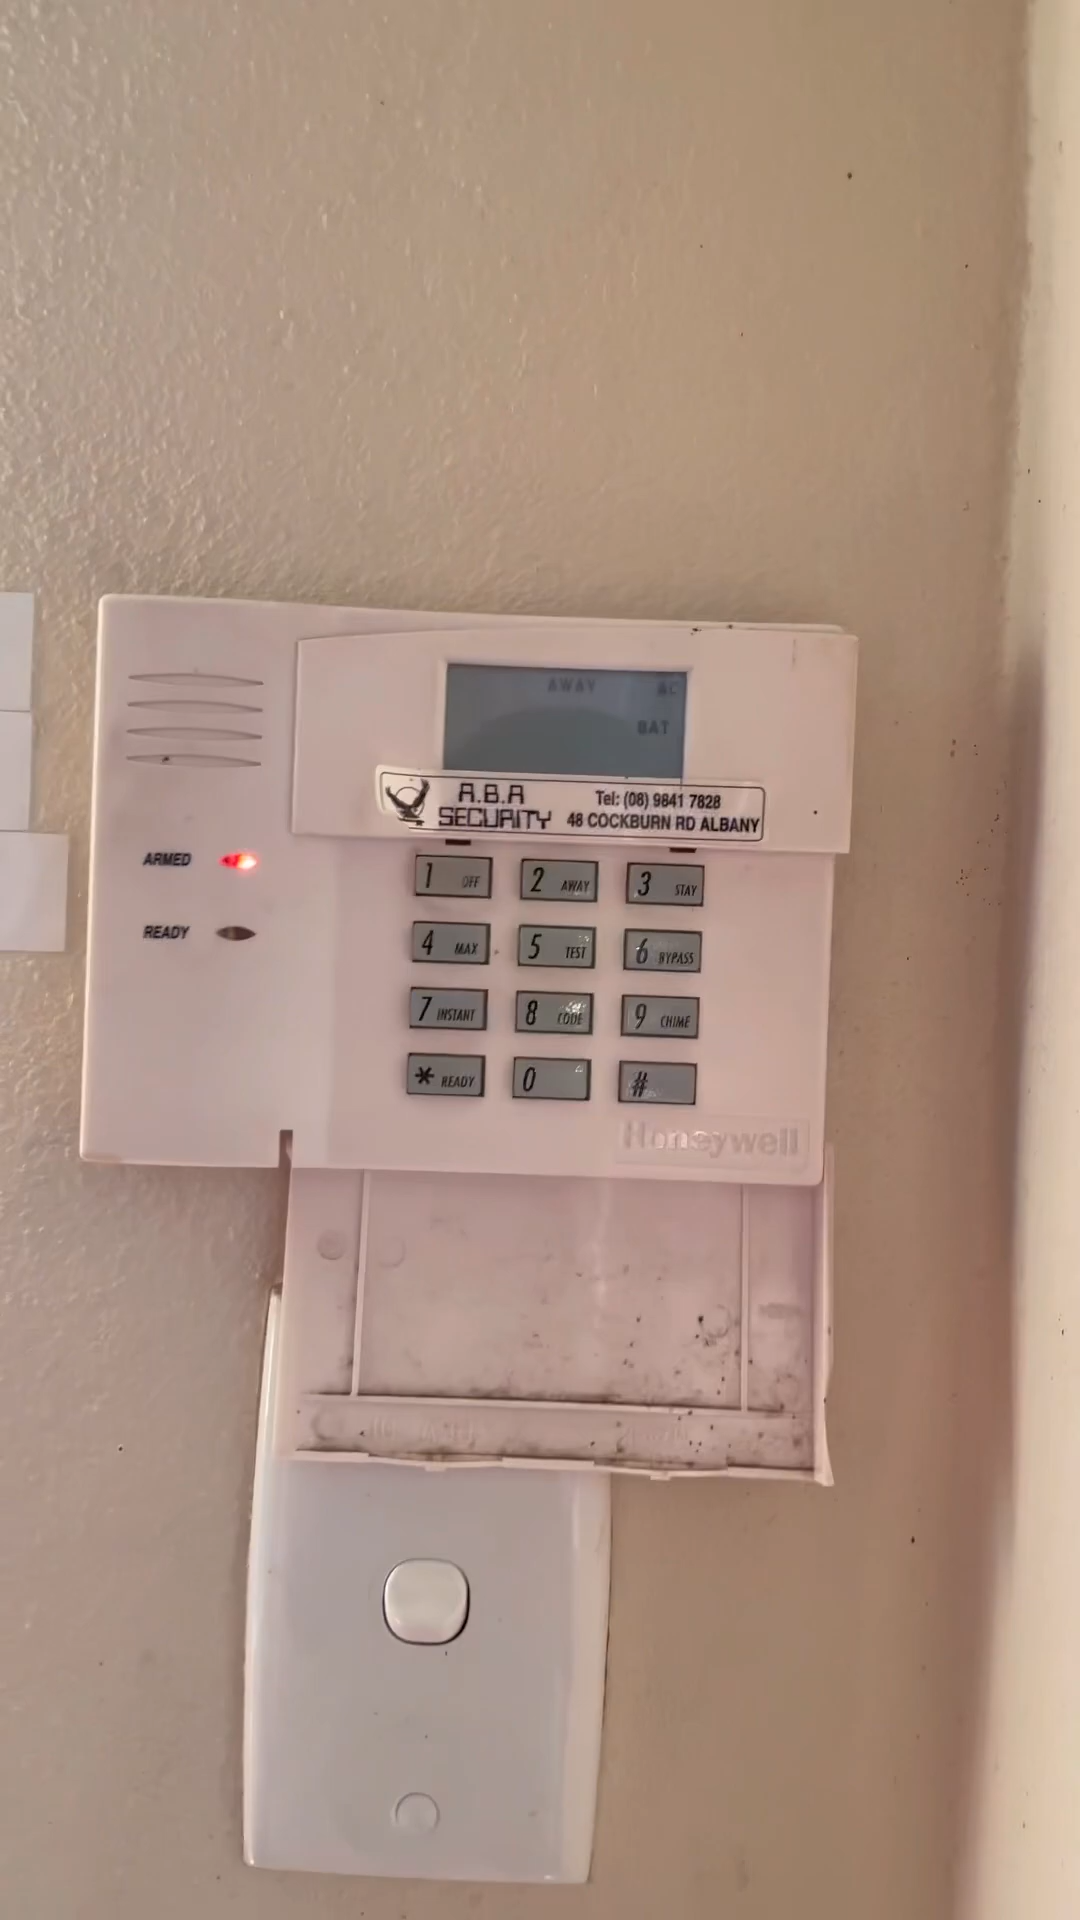 AWAY AC
BAT
A.B.A
SECURITY
Tel: (08) 9841 7828
48 COCKBURN RD ALBANY
ARMED
READY
1 OFF
2 AWAY
3 STAY
4 MAX
5 TEST
6 BYPASS
7 INSTANT
8 CODE
9 CHIME
* READY
0
#
Honeywell